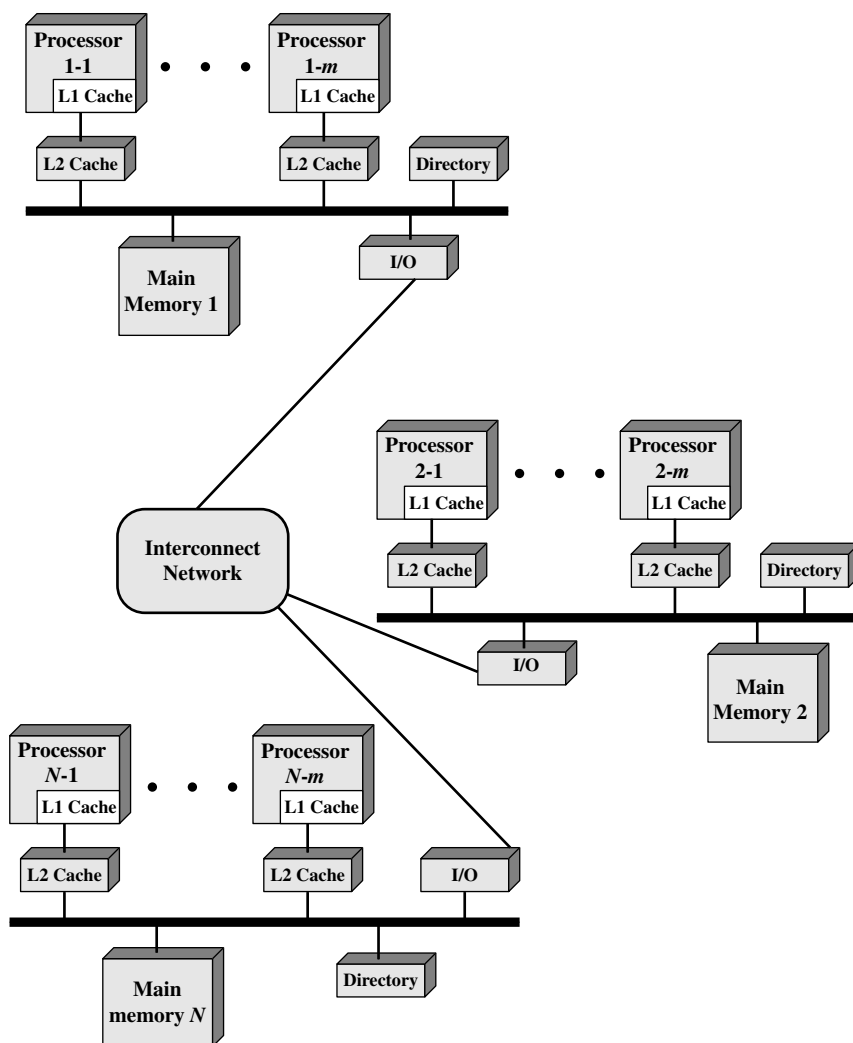 Processor
1-1
L1 Cache
Processor
1-m
L1 Cache
L2 Cache
L2 Cache
Directory
Main
Memory 1
I/O
Processor
2-1
L1 Cache
Processor
2-m
L1 Cache
Interconnect
Network
L2 Cache
L2 Cache
Directory
I/O
Main
Memory 2
Processor
N-1
L1 Cache
Processor
N-m
L1 Cache
L2 Cache
L2 Cache
I/O
Main
memory N
Directory